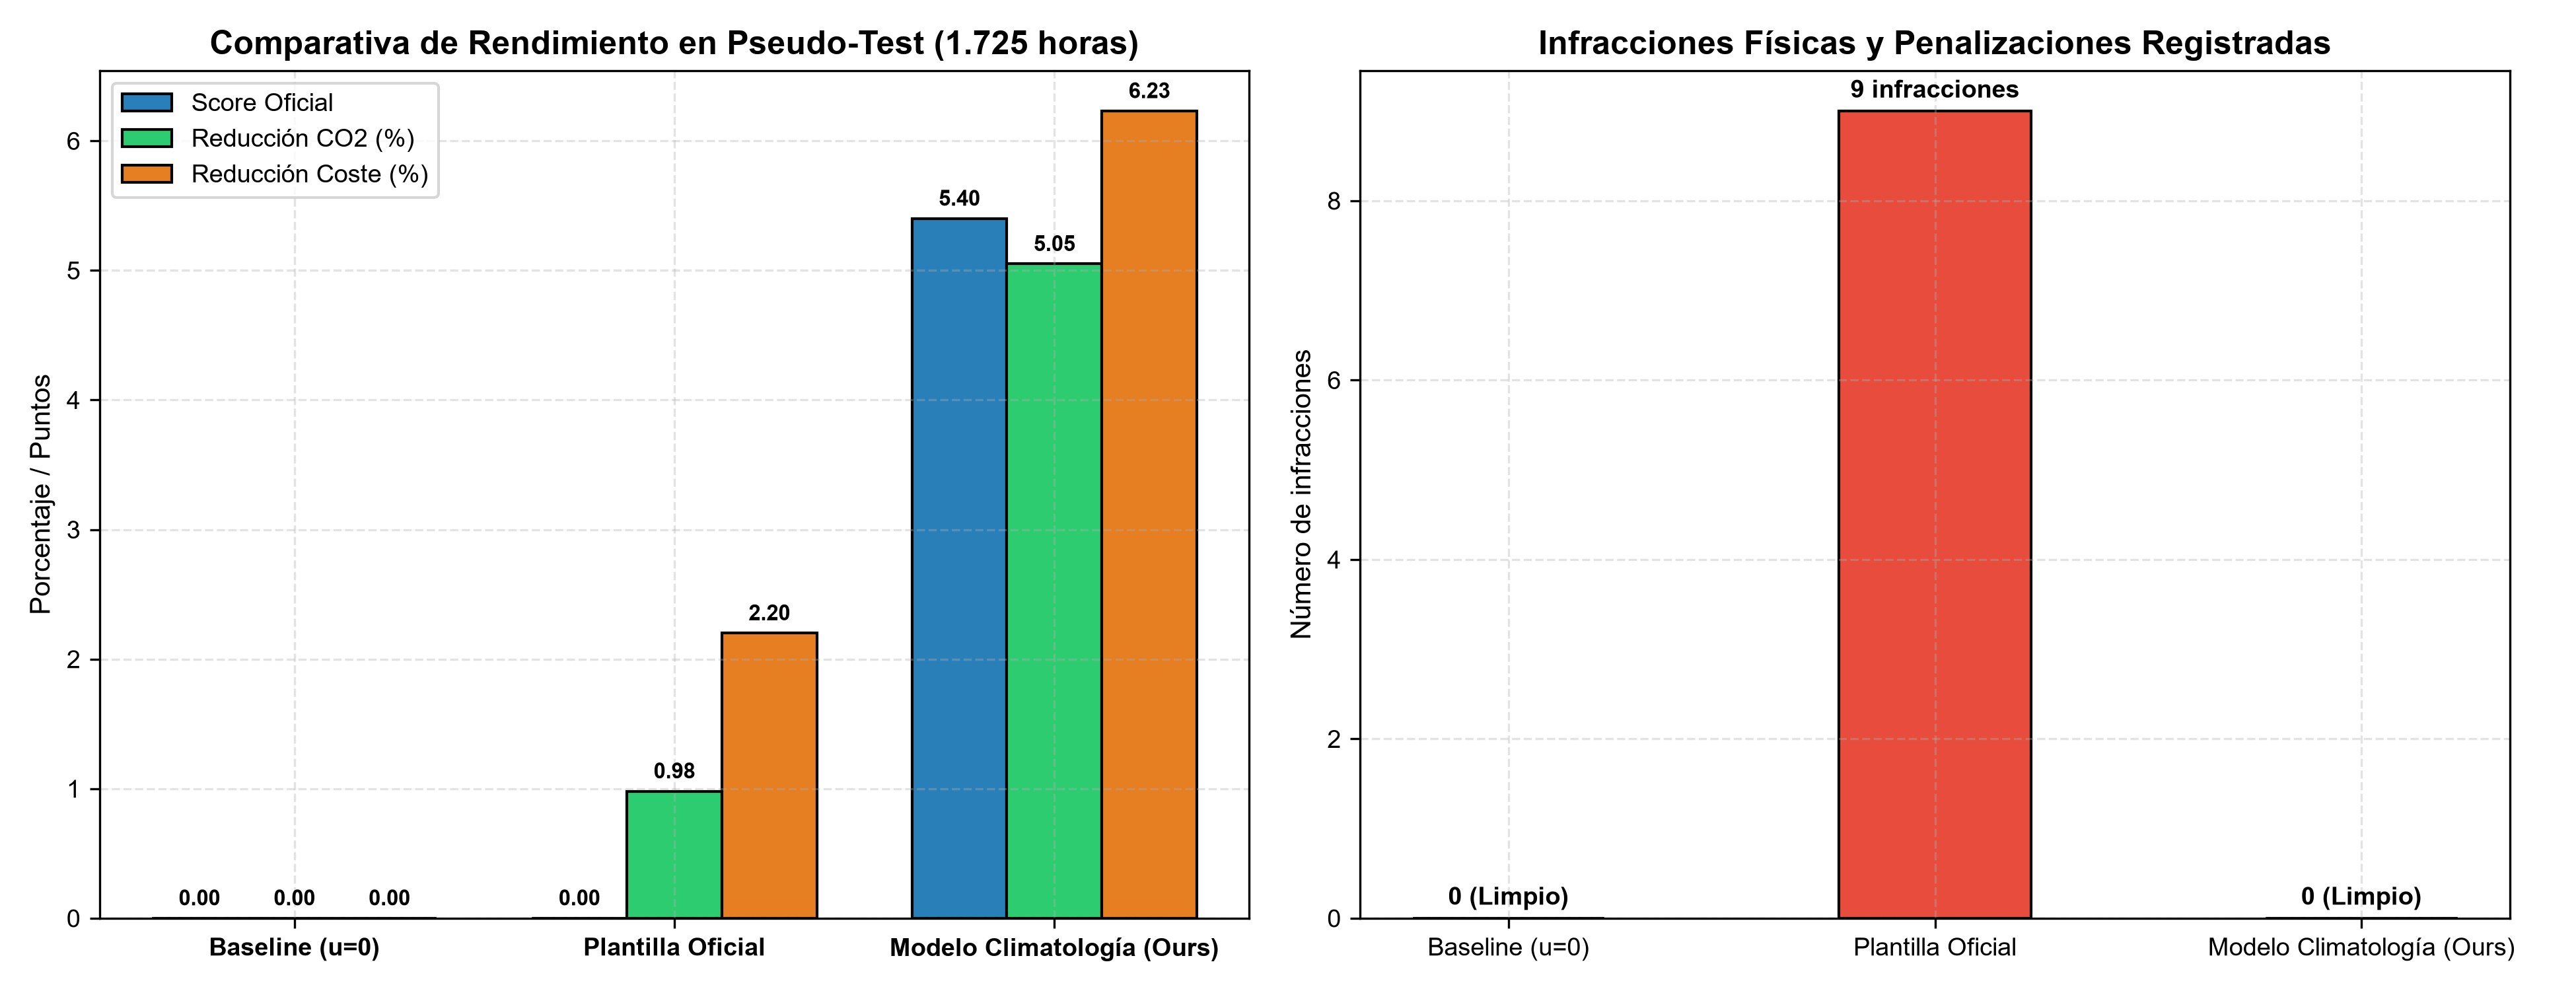 Comparativa de Rendimiento en Pseudo-Test (1.725 horas)
Score Oficial
Reducción CO2 (%)
Reducción Coste (%)
Porcentaje / Puntos
6
5
4
3
2
1
0
0.00
0.00
0.00
0.00
0.98
2.20
5.40
5.05
6.23
Baseline (u=0)
Plantilla Oficial
Modelo Climatología (Ours)
Infracciones Físicas y Penalizaciones Registradas
Número de infracciones
8
6
4
2
0
0 (Limpio)
9 infracciones
0 (Limpio)
Baseline (u=0)
Plantilla Oficial
Modelo Climatología (Ours)